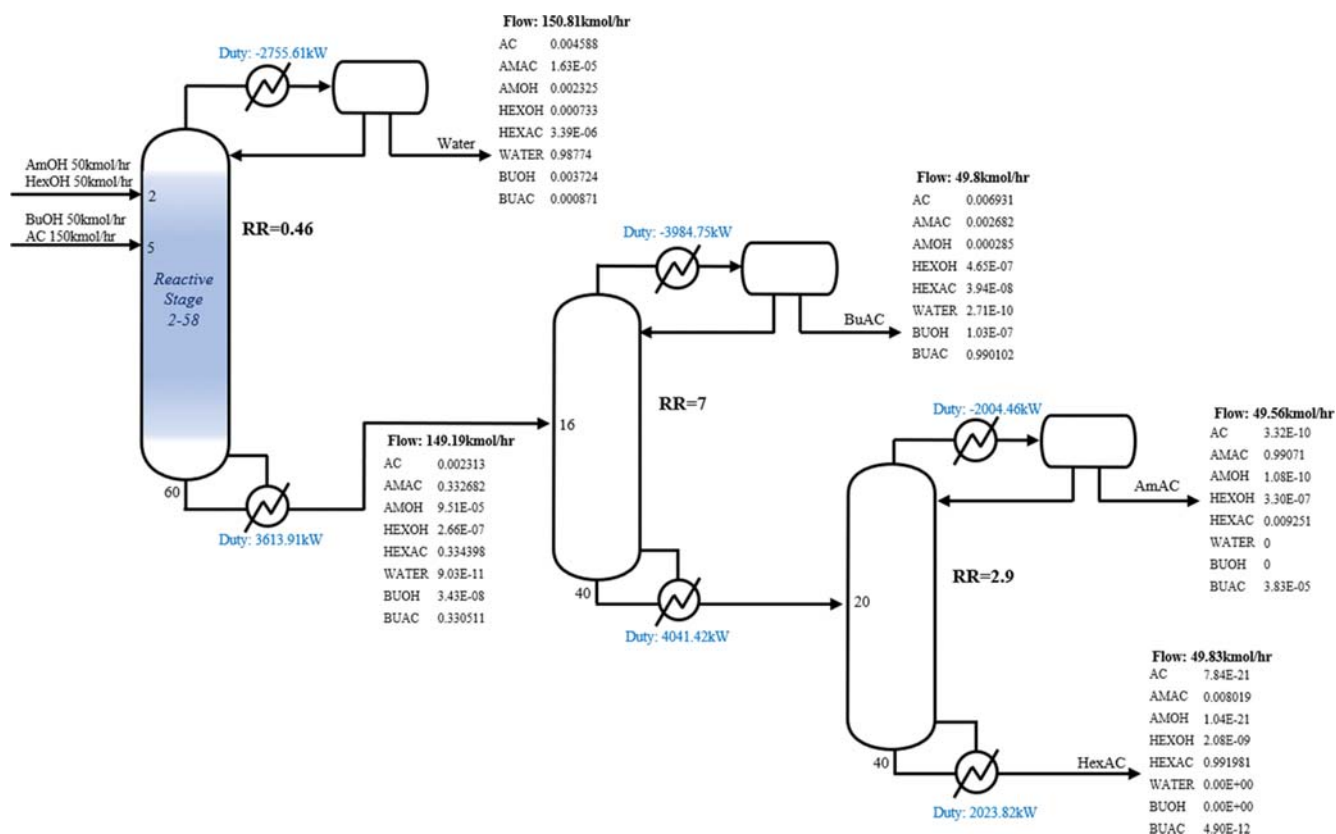 Duty: -2755.61kW
Flow: 150.81kmol/hr
AC 0.004588
AMAC 1.63E-05
AMOH 0.002325
HEXOH 0.000733
HEXAC 3.39E-06
WATER 0.98774
BUOH 0.003724
BUAC 0.000871
Water
AmOH 50kmol/hr
HexOH 50kmol/hr
2
BuOH 50kmol/hr
AC 150kmol/hr
5
RR=0.46
Reactive
Stage
2-58
60
Duty: 3613.91kW
Flow: 149.19kmol/hr
AC 0.002313
AMAC 0.332682
AMOH 9.51E-05
HEXOH 2.66E-07
HEXAC 0.334398
WATER 9.03E-11
BUOH 3.43E-08
BUAC 0.330511
Duty: -3984.75kW
Flow: 49.8kmol/hr
AC 0.006931
AMAC 0.002682
AMOH 0.000285
HEXOH 4.65E-07
HEXAC 3.94E-08
WATER 2.71E-10
BUOH 1.03E-07
BUAC 0.990102
BuAC
RR=7
16
40
Duty: 4041.42kW
Duty: -2004.46kW
Flow: 49.56kmol/hr
AC 3.32E-10
AMAC 0.99071
AMOH 1.08E-10
HEXOH 3.30E-07
HEXAC 0.009251
WATER 0
BUOH 0
BUAC 3.83E-05
AmAC
RR=2.9
20
40
Duty: 2023.82kW
HexAC
Flow: 49.83kmol/hr
AC 7.84E-21
AMAC 0.008019
AMOH 1.04E-21
HEXOH 2.08E-09
HEXAC 0.991981
WATER 0.00E+00
BUOH 0.00E+00
BUAC 4.90E-12